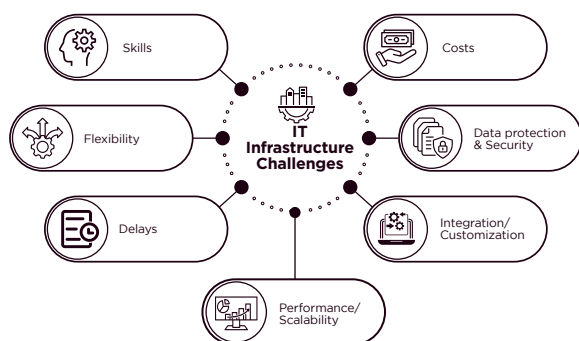 Skills
Costs
IT
Infrastructure
Challenges
Flexibility
Data protection
& Security
Delays
Integration/
Customization
Performance/
Scalability